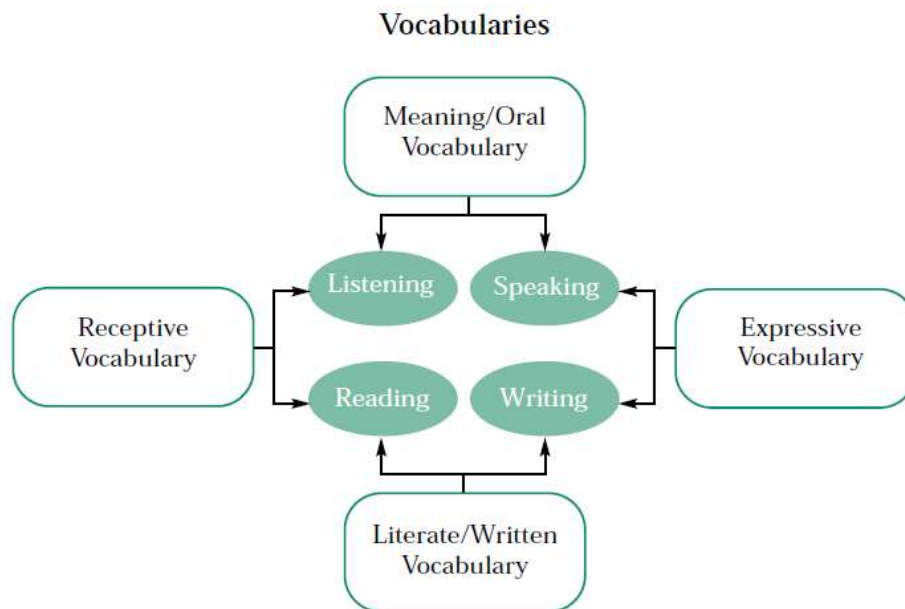 Vocabularies
Meaning/Oral
Vocabulary
Listening
Speaking
Receptive
Vocabulary
Expressive
Vocabulary
Reading
Writing
Literate/Written
Vocabulary